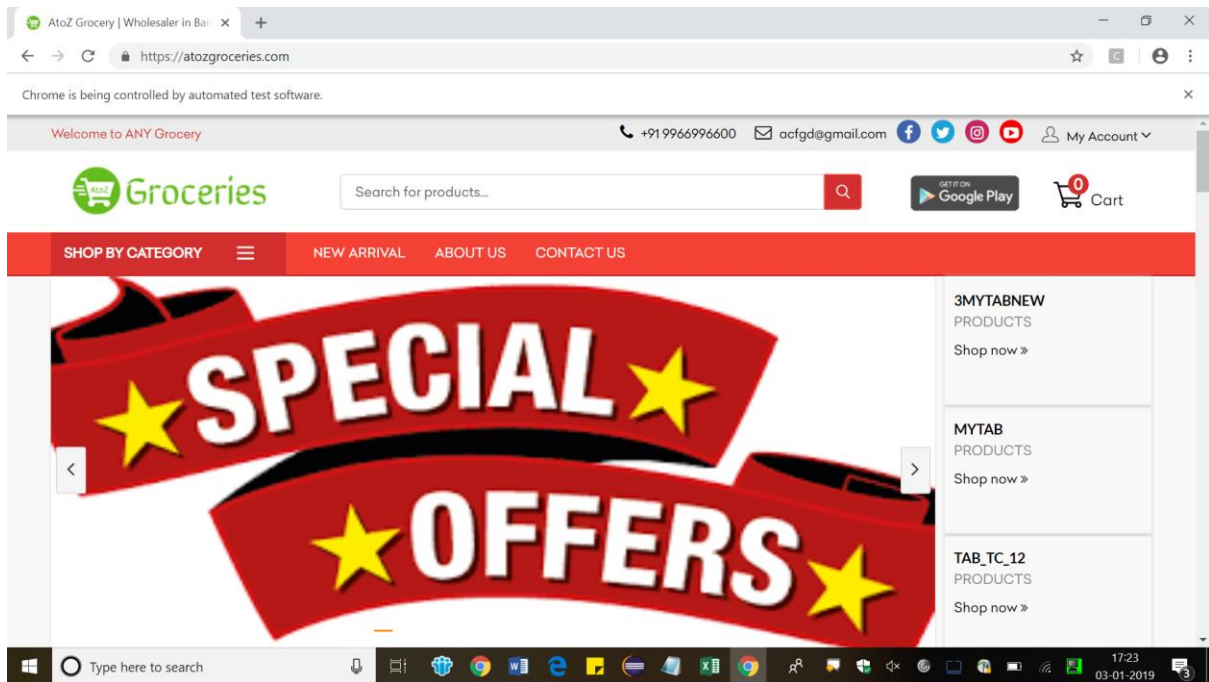 AtoZ Grocery | Wholesaler in Ban
https://atozgroceries.com
Chrome is being controlled by automated test software.
Welcome to ANY Grocery
+91 9966996600
acfgd@gmail.com
My Account
AtoZ
Groceries
Search for products...
GET IT ON
Google Play
0
Cart
SHOP BY CATEGORY
NEW ARRIVAL
ABOUT US
CONTACT US
SPECIAL
OFFERS
3MYTABNEW
PRODUCTS
Shop now »
MYTAB
PRODUCTS
Shop now »
TAB_TC_12
PRODUCTS
Shop now »
Type here to search
17:23
03-01-2019
3